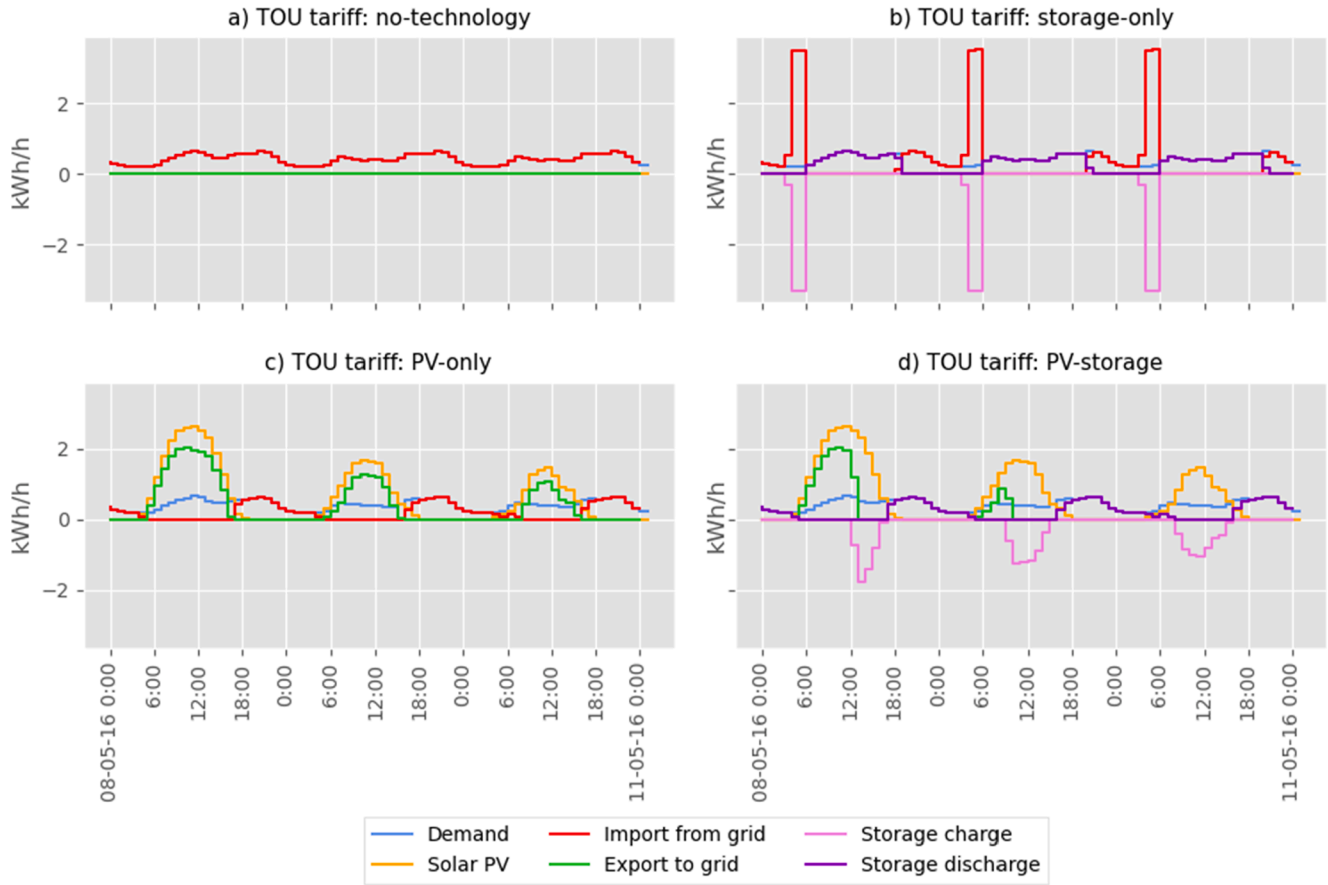 a) TOU tariff: no-technology
b) TOU tariff: storage-only
kWh/h
2
0
−2
kWh/h
c) TOU tariff: PV-only
d) TOU tariff: PV-storage
kWh/h
2
0
−2
kWh/h
08-05-16 0:00
6:00
12:00
18:00
0:00
6:00
12:00
18:00
0:00
6:00
12:00
18:00
11-05-16 0:00
08-05-16 0:00
6:00
12:00
18:00
0:00
6:00
12:00
18:00
0:00
6:00
12:00
18:00
11-05-16 0:00
Demand
Import from grid
Storage charge
Solar PV
Export to grid
Storage discharge